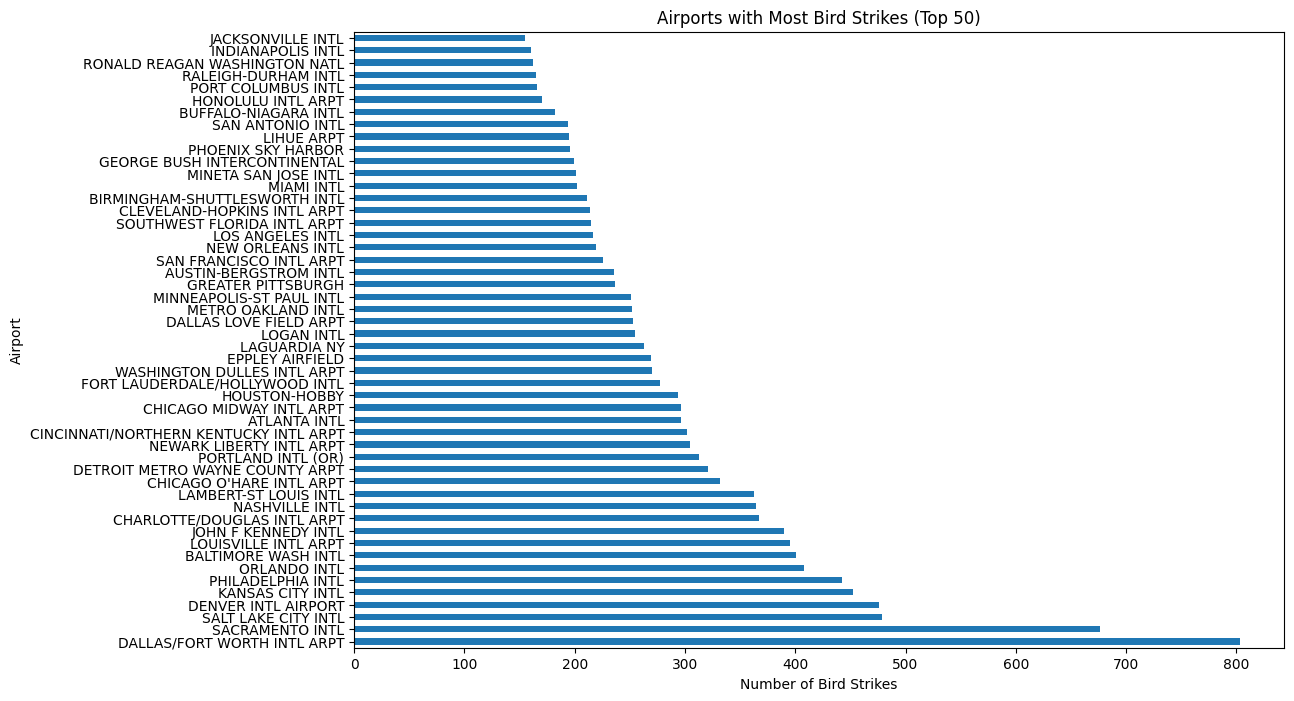 Airports with Most Bird Strikes (Top 50)
JACKSONVILLE INTL
INDIANAPOLIS INTL
RONALD REAGAN WASHINGTON NATL
RALEIGH-DURHAM INTL
PORT COLUMBUS INTL
HONOLULU INTL ARPT
BUFFALO-NIAGARA INTL
SAN ANTONIO INTL
LIHUE ARPT
PHOENIX SKY HARBOR
GEORGE BUSH INTERCONTINENTAL
MINETA SAN JOSE INTL
MIAMI INTL
BIRMINGHAM-SHUTTLESWORTH INTL
CLEVELAND-HOPKINS INTL ARPT
SOUTHWEST FLORIDA INTL ARPT
LOS ANGELES INTL
NEW ORLEANS INTL
SAN FRANCISCO INTL ARPT
AUSTIN-BERGSTROM INTL
GREATER PITTSBURGH
MINNEAPOLIS-ST PAUL INTL
METRO OAKLAND INTL
DALLAS LOVE FIELD ARPT
LOGAN INTL
LAGUARDIA NY
EPPLEY AIRFIELD
WASHINGTON DULLES INTL ARPT
FORT LAUDERDALE/HOLLYWOOD INTL
HOUSTON-HOBBY
CHICAGO MIDWAY INTL ARPT
ATLANTA INTL
CINCINNATI/NORTHERN KENTUCKY INTL ARPT
NEWARK LIBERTY INTL ARPT
PORTLAND INTL (OR)
DETROIT METRO WAYNE COUNTY ARPT
CHICAGO O'HARE INTL ARPT
LAMBERT-ST LOUIS INTL
NASHVILLE INTL
CHARLOTTE/DOUGLAS INTL ARPT
JOHN F KENNEDY INTL
LOUISVILLE INTL ARPT
BALTIMORE WASH INTL
ORLANDO INTL
PHILADELPHIA INTL
KANSAS CITY INTL
DENVER INTL AIRPORT
SALT LAKE CITY INTL
SACRAMENTO INTL
DALLAS/FORT WORTH INTL ARPT
Airport
0 100 200 300 400 500 600 700 800
Number of Bird Strikes